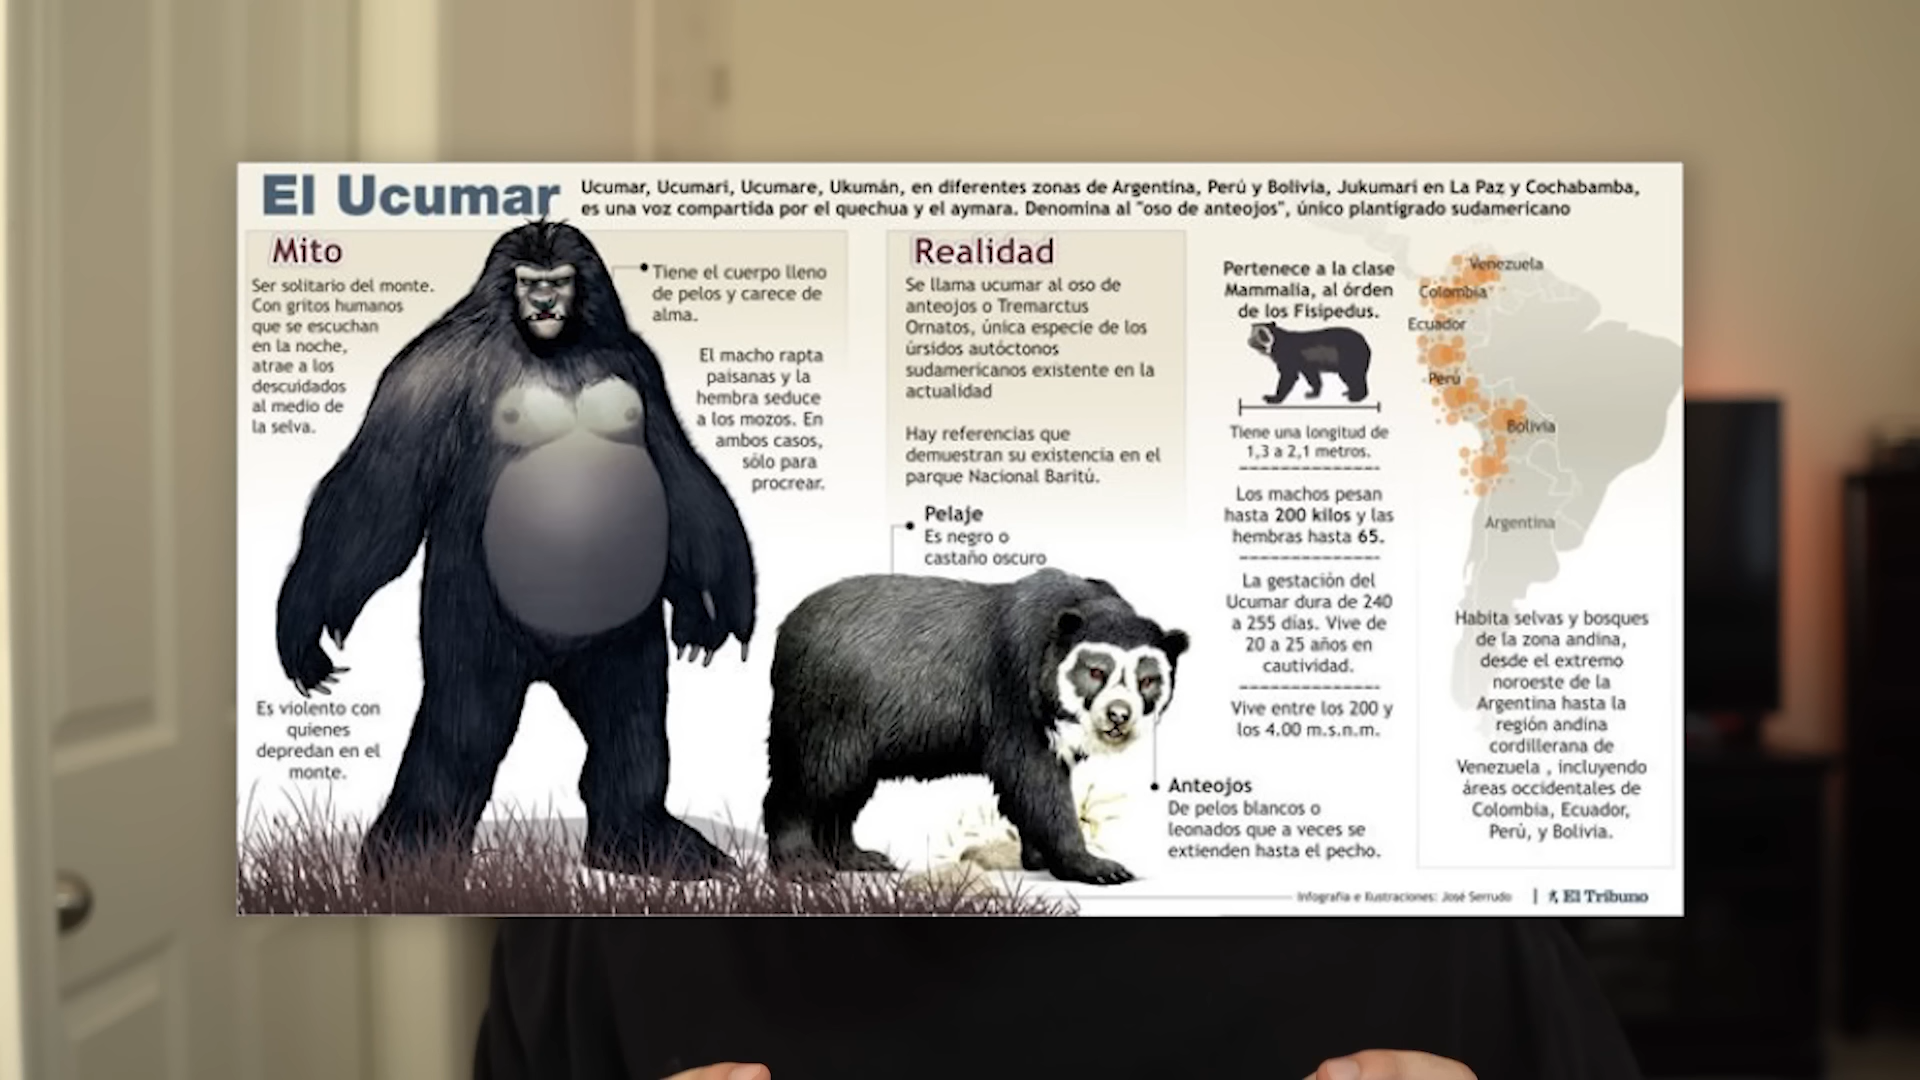 El Ucumar
Ucumar, Ucumari, Ucumare, Ukumán, en diferentes zonas de Argentina, Perú y Bolivia, Jukumari en La Paz y Cochabamba,
es una voz compartida por el quechua y el aymara. Denomina al "oso de anteojos", único plantígrado sudamericano
Mito
Ser solitario del monte.
Con gritos humanos
que se escuchan
en la noche,
atrae a los
descuidados
al medio de
la selva.
Tiene el cuerpo lleno
de pelos y carece de
alma.
El macho rapta
paisanas y la
hembra seduce
a los mozos. En
ambos casos,
sólo para
procrear.
Es violento con
quienes
depredan en el
monte.
Realidad
Se llama ucumar al oso de
anteojos o Tremarctus
Ornatos, única especie de los
úrsidos autóctonos
sudamericanos existente en la
actualidad
Hay referencias que
demuestran su existencia en el
parque Nacional Baritú.
Pelaje
Es negro o
castaño oscuro
Anteojos
De pelos blancos o
leonados que a veces se
extienden hasta el pecho.
Pertenece a la clase
Mammalia, al órden
de los Fisipedus.
Tiene una longitud de
1,3 a 2,1 metros.
Los machos pesan
hasta 200 kilos y las
hembras hasta 65.
La gestación del
Ucumar dura de 240
a 255 días. Vive de
20 a 25 años en
cautividad.
Vive entre los 200 y
los 4.00 m.s.n.m.
Venezuela
Colombia
Ecuador
Perú
Bolivia
Argentina
Habita selvas y bosques
de la zona andina,
desde el extremo
noroeste de la
Argentina hasta la
región andina
cordillerana de
Venezuela , incluyendo
áreas occidentales de
Colombia, Ecuador,
Perú, y Bolivia.
Infografía e Ilustraciones: José Serrudo
El Tribuno